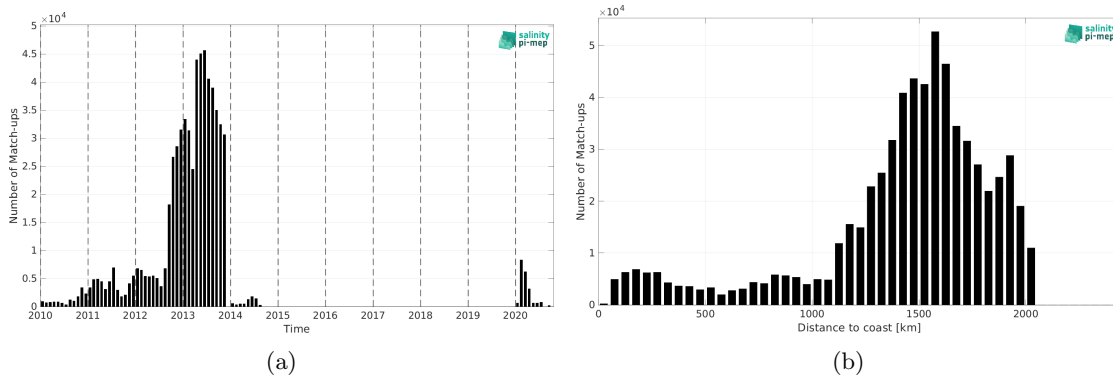 ×10⁴
5
4.5
4
3.5
3
2.5
2
1.5
1
0.5
0
Number of Match-ups
2010 2011 2012 2013 2014 2015 2016 2017 2018 2019 2020
Time
salinity
pi-mep
(a)
×10⁴
5
4
3
2
1
0
Number of Match-ups
0 500 1000 1500 2000
Distance to coast [km]
salinity
pi-mep
(b)